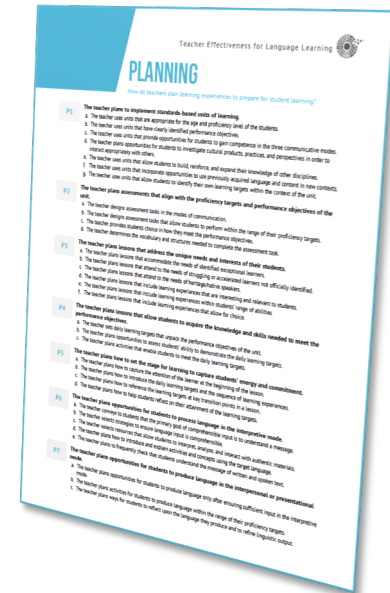 Teacher Effectiveness for Language Learning
PLANNING
How do teachers plan learning experiences to prepare for student learning?
P1
The teacher plans to implement standards-based units of learning.
a. The teacher uses units that are appropriate for the age and proficiency level of the students.
b. The teacher uses units that have clearly identified performance objectives.
c. The teacher uses units that provide opportunities for students to gain competence in the three communicative modes.
d. The teacher plans opportunities for students to investigate cultural products, practices, and perspectives in order to
interact appropriately with others.
e. The teacher uses units that allow students to build, reinforce, and expand their knowledge of other disciplines.
f. The teacher uses units that incorporate opportunities to use previously acquired language and content in new contexts.
g. The teacher uses units that allow students to identify their own learning targets within the context of the unit.
P2
The teacher plans assessments that align with the proficiency targets and performance objectives of the
unit.
a. The teacher designs assessment tasks in the modes of communication.
b. The teacher designs assessment tasks that allow students to perform within the range of their proficiency targets.
c. The teacher provides students choice in how they meet the performance objectives.
d. The teacher determines the vocabulary and structures needed to complete the assessment task.
P3
The teacher plans lessons that address the unique needs and interests of their students.
a. The teacher plans lessons that accommodate the needs of identified exceptional learners.
b. The teacher plans lessons that attend to the needs of struggling or accelerated learners not officially identified.
c. The teacher plans lessons that attend to the needs of heritage/native speakers.
d. The teacher plans lessons that include learning experiences that are interesting and relevant to students.
e. The teacher plans lessons that include learning experiences within students' range of abilities
f. The teacher plans lessons that include learning experiences that allow for choice.
P4
The teacher plans lessons that allow students to acquire the knowledge and skills needed to meet the
performance objectives.
a. The teacher sets daily learning targets that unpack the performance objectives of the unit.
b. The teacher plans opportunities to assess students' ability to demonstrate the daily learning targets.
c. The teacher plans activities that enable students to meet the daily learning targets.
P5
The teacher plans how to set the stage for learning to capture students' energy and commitment.
a. The teacher plans how to capture the attention of the learner at the beginning of the lesson.
b. The teacher plans how to introduce the daily learning targets and the sequence of learning experiences.
c. The teacher plans how to reference the learning targets at key transition points in a lesson.
d. The teacher plans how to help students reflect on their attainment of the learning targets.
P6
The teacher plans opportunities for students to process language in the interpretive mode.
a. The teacher conveys to students that the primary goal of comprehensible input is to understand a message.
b. The teacher selects strategies to ensure language input is comprehensible.
c. The teacher selects resources that allow students to interpret, analyze, and interact with authentic materials.
d. The teacher plans how to introduce and explain activities and concepts using the target language.
e. The teacher plans to frequently check that students understand the message of written and spoken text.
P7
The teacher plans opportunities for students to produce language in the interpersonal or presentational
mode.
a. The teacher plans opportunities for students to produce language only after ensuring sufficient input in the interpretive
mode.
b. The teacher plans activities for students to produce language within the range of their proficiency targets.
c. The teacher plans ways for students to reflect upon the language they produce and to refine linguistic output.